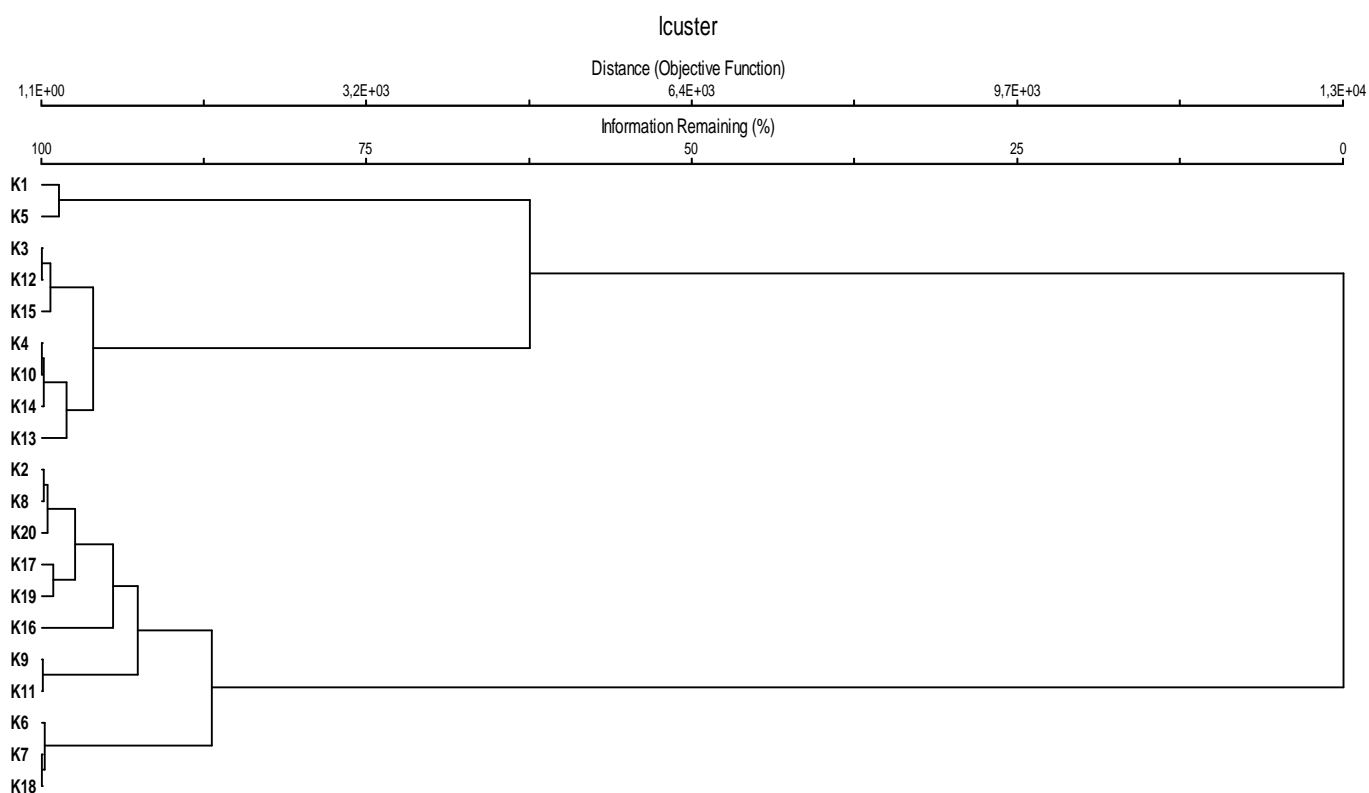 Icuster
Distance (Objective Function)
1,1E+00 3,2E+03 6,4E+03 9,7E+03 1,3E+04
Information Remaining (%)
100 75 50 25 0
K1
K5
K3
K12
K15
K4
K10
K14
K13
K2
K8
K20
K17
K19
K16
K9
K11
K6
K7
K18